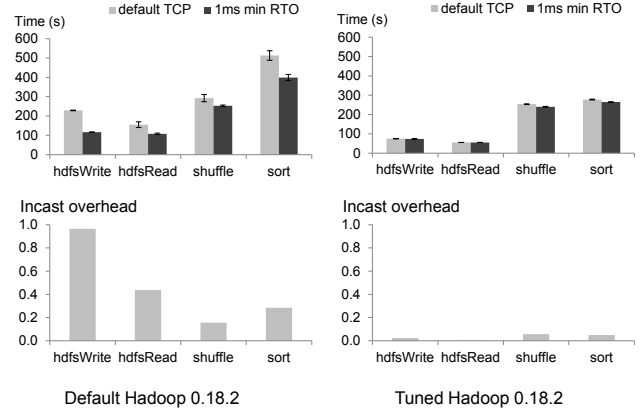 Time (s)
default TCP
1ms min RTO
600
500
400
300
200
100
0
hdfsWrite
hdfsRead
shuffle
sort
Incast overhead
1.0
0.8
0.6
0.4
0.2
0.0
hdfsWrite
hdfsRead
shuffle
sort
Default Hadoop 0.18.2
default TCP
1ms min RTO
Time (s)
600
500
400
300
200
100
0
hdfsWrite
hdfsRead
shuffle
sort
Incast overhead
1.0
0.8
0.6
0.4
0.2
0.0
hdfsWrite
hdfsRead
shuffle
sort
Tuned Hadoop 0.18.2